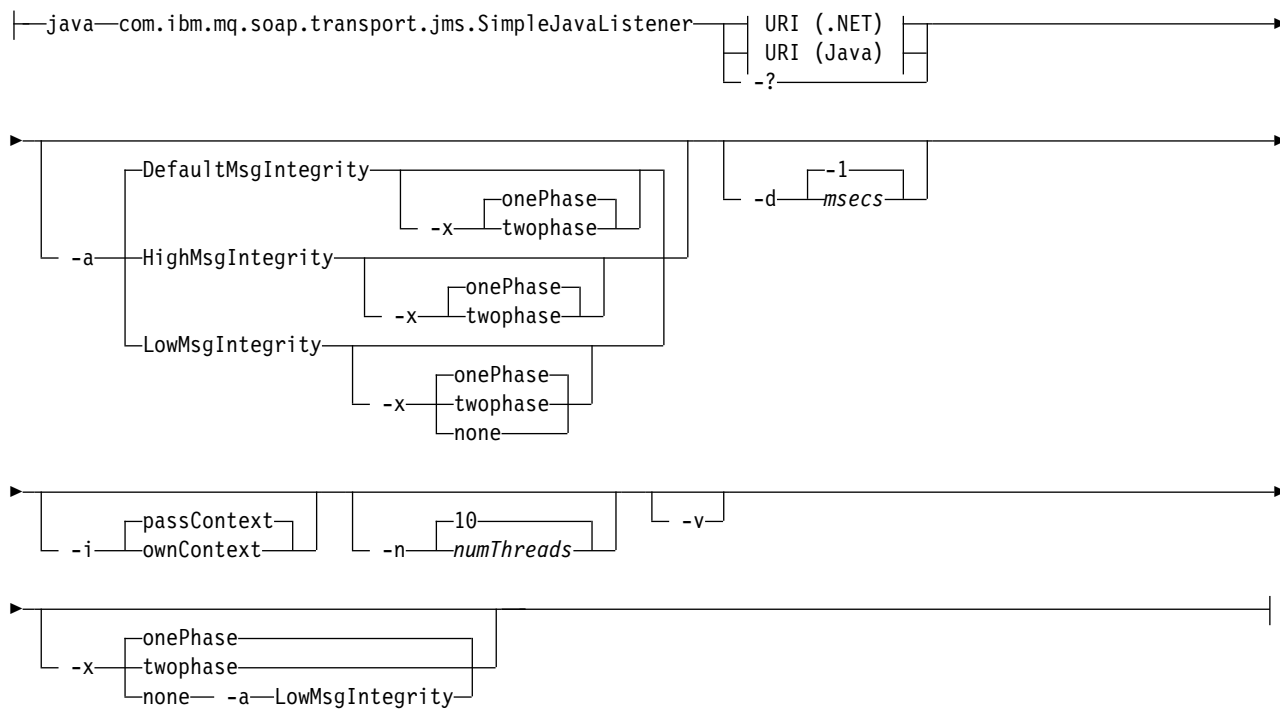 java com.ibm.mq.soap.transport.jms.SimpleJavaListener URI (.NET)
URI (Java)
-?
DefaultMsgIntegrity
onePhase
-x twophase
-a HighMsgIntegrity
onePhase
-x twophase
LowMsgIntegrity
onePhase
-x twophase
none
-1
-d msecs
passContext
-i ownContext
10
-n numThreads
-v
onePhase
-x twophase
none -a LowMsgIntegrity